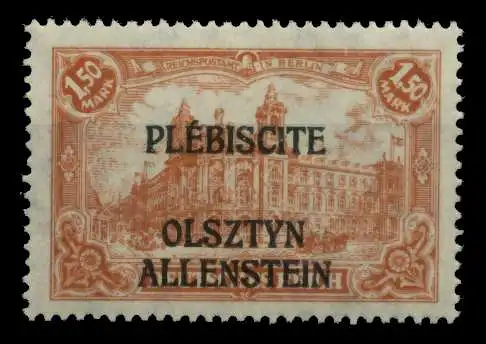 REICHSPOSTAMT IN BERLIN
1,50 MARK
1,50 MARK
PLÉBISCITE
OLSZTYN
ALLENSTEIN